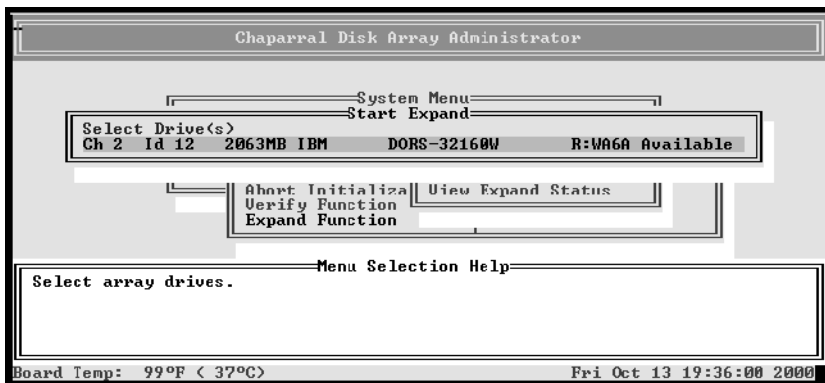 Chaparral Disk Array Administrator
System Menu
Start Expand
Select Drive(s)
Ch 2 Id 12 2063MB IBM DORS-32160W R:WA6A Available
Abort Initializa View Expand Status
Verify Function
Expand Function
Menu Selection Help
Select array drives.
Board Temp: 99ºF ( 37ºC) Fri Oct 13 19:36:00 2000